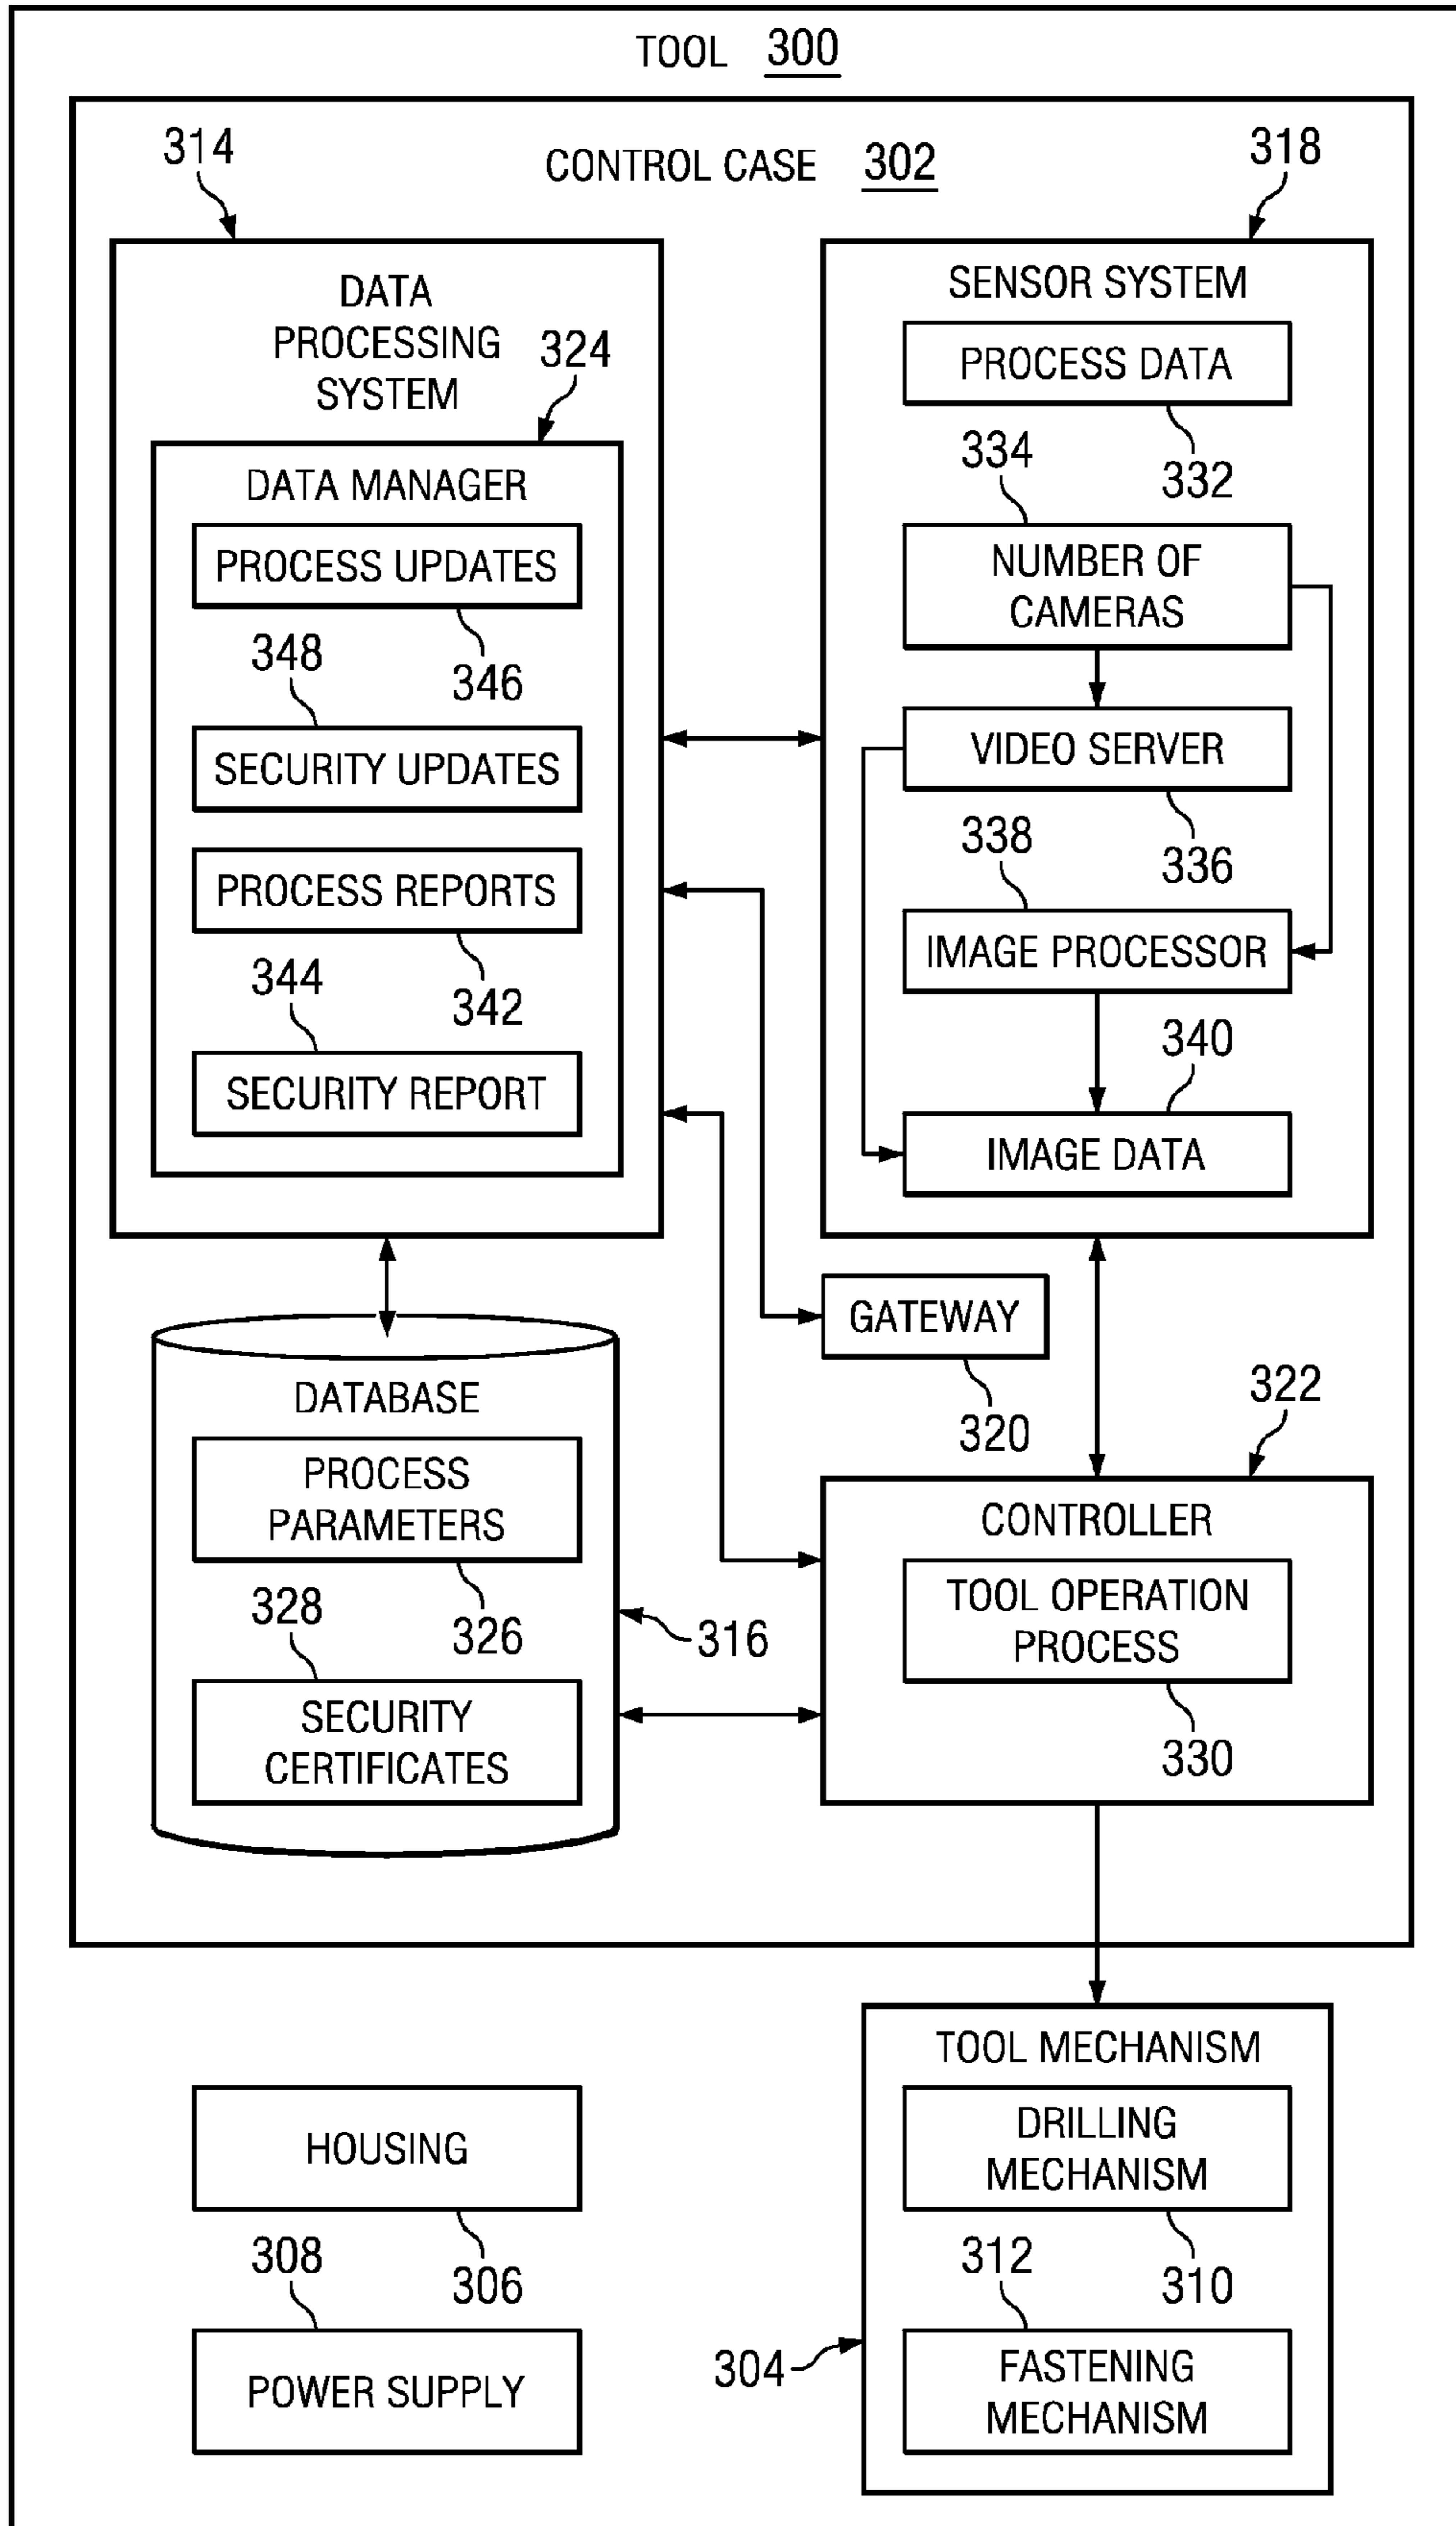 TOOL 300
CONTROL CASE 302
314
318
DATA
PROCESSING
SYSTEM
324
DATA MANAGER
PROCESS UPDATES
346
348
SECURITY UPDATES
PROCESS REPORTS
342
344
SECURITY REPORT
SENSOR SYSTEM
PROCESS DATA
332
334
NUMBER OF
CAMERAS
VIDEO SERVER
336
338
IMAGE PROCESSOR
340
IMAGE DATA
GATEWAY
320
DATABASE
PROCESS
PARAMETERS
326
328
SECURITY
CERTIFICATES
316
322
CONTROLLER
TOOL OPERATION
PROCESS
330
HOUSING
306
308
POWER SUPPLY
TOOL MECHANISM
DRILLING
MECHANISM
310
312
FASTENING
MECHANISM
304